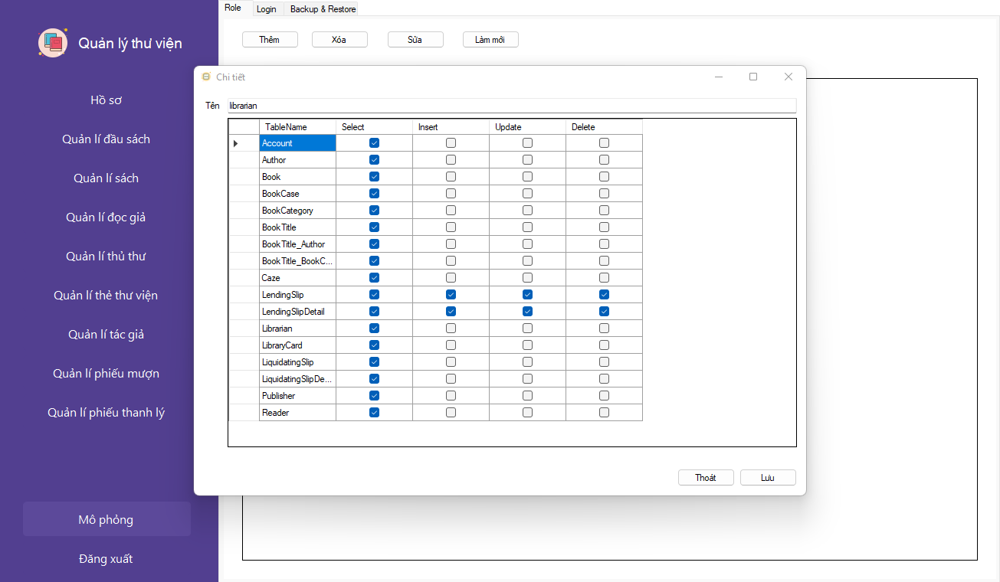 Quản lý thư viện
Hồ sơ
Quản lí đầu sách
Quản lí sách
Quản lí đọc giả
Quản lí thủ thư
Quản lí thẻ thư viện
Quản lí tác giả
Quản lí phiếu mượn
Quản lí phiếu thanh lý
Mô phỏng
Đăng xuất
Role Login Backup & Restore
Thêm Xóa Sửa Làm mới
Chi tiết
Tên librarian
TableName Select Insert Update Delete
Account
Author
Book
BookCase
BookCategory
BookTitle
BookTitle_Author
BookTitle_BookC...
Caze
LendingSlip
LendingSlipDetail
Librarian
LibraryCard
LiquidatingSlip
LiquidatingSlipDe...
Publisher
Reader
Thoát Lưu